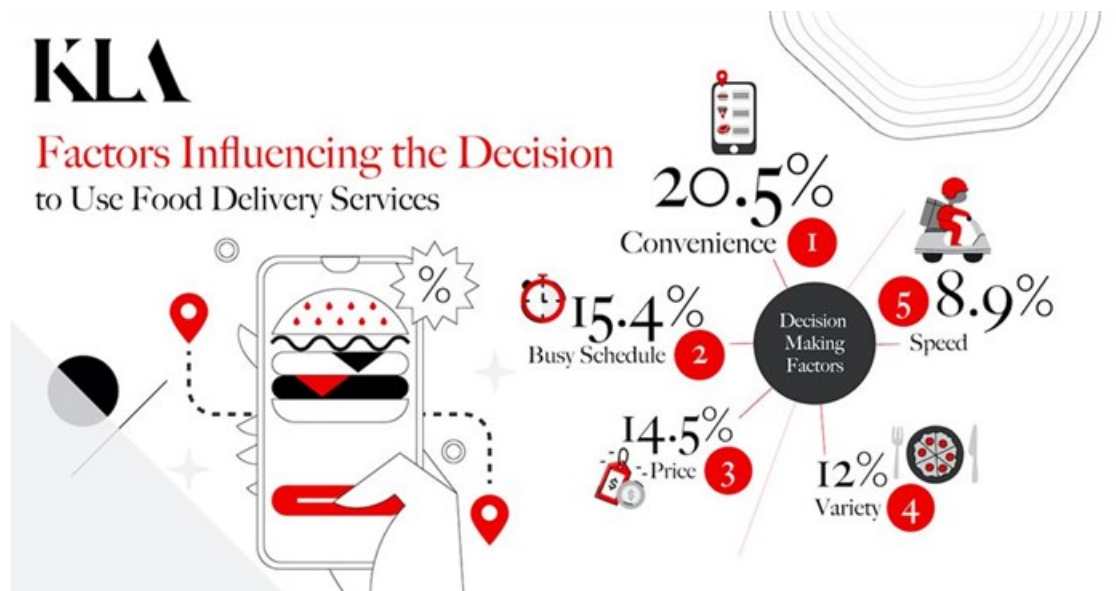 KLA
Factors Influencing the Decision
to Use Food Delivery Services
%
20.5%
Convenience 1
15.4%
Busy Schedule 2
14.5%
Price 3
12%
Variety 4
5 8.9%
Speed
Decision
Making
Factors
$
$